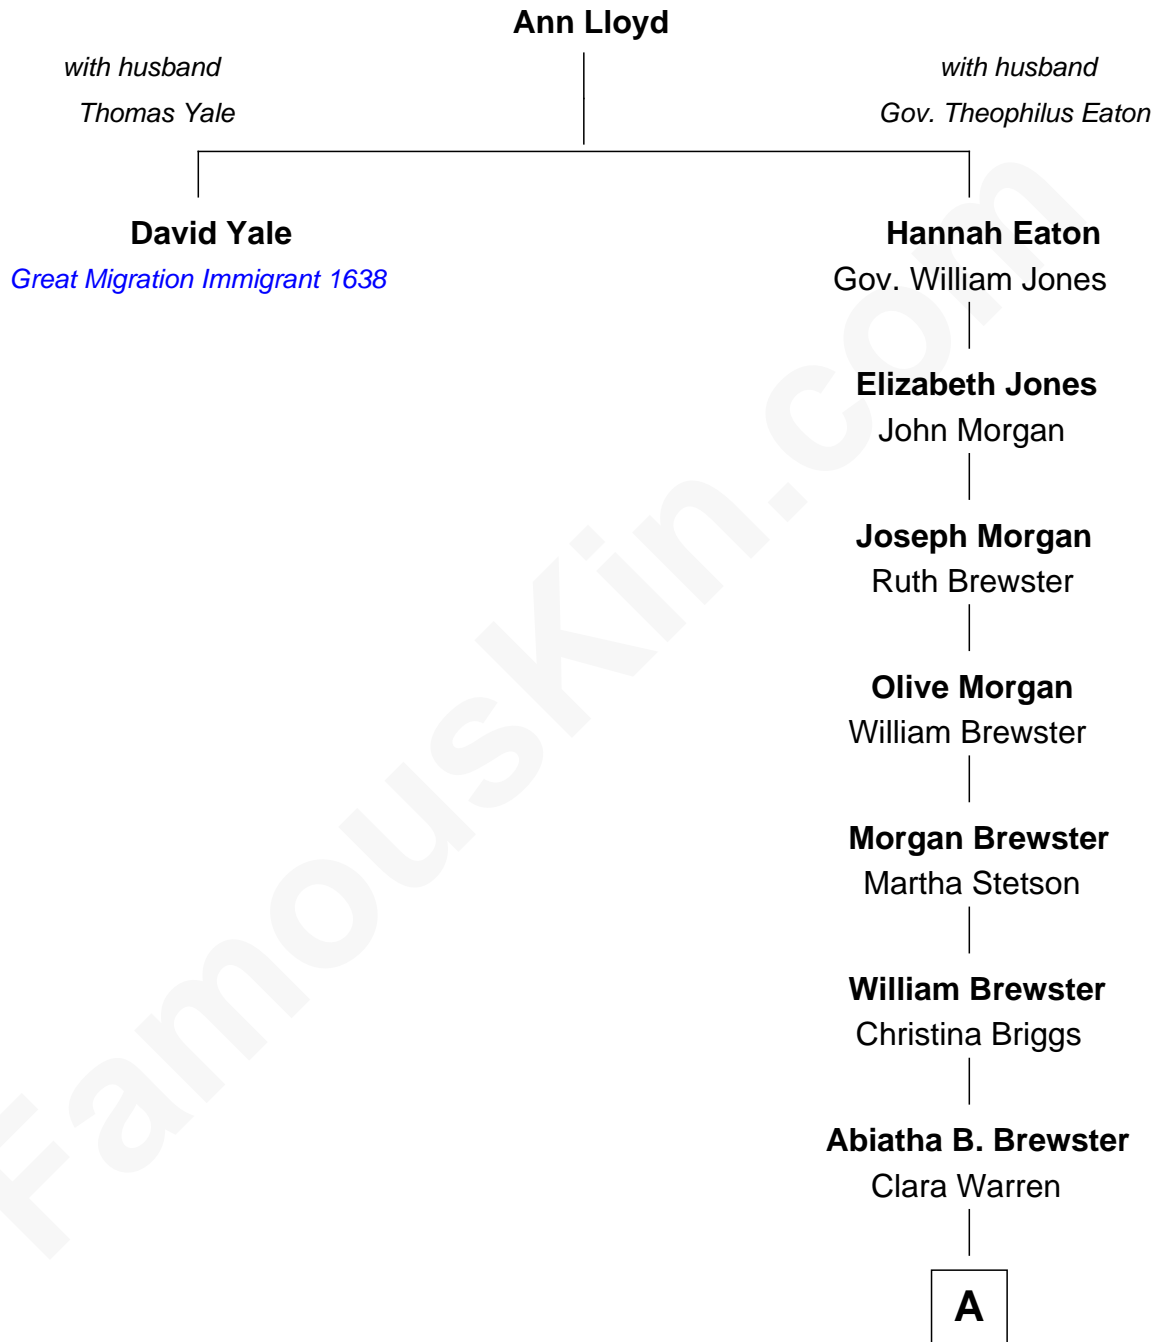 Ann Lloyd
with husband
Thomas Yale
with husband
Gov. Theophilus Eaton
David Yale
Great Migration Immigrant 1638
Hannah Eaton
Gov. William Jones
Elizabeth Jones
John Morgan
Joseph Morgan
Ruth Brewster
Olive Morgan
William Brewster
Morgan Brewster
Martha Stetson
William Brewster
Christina Briggs
Abiatha B. Brewster
Clara Warren
A
FamousKin.com